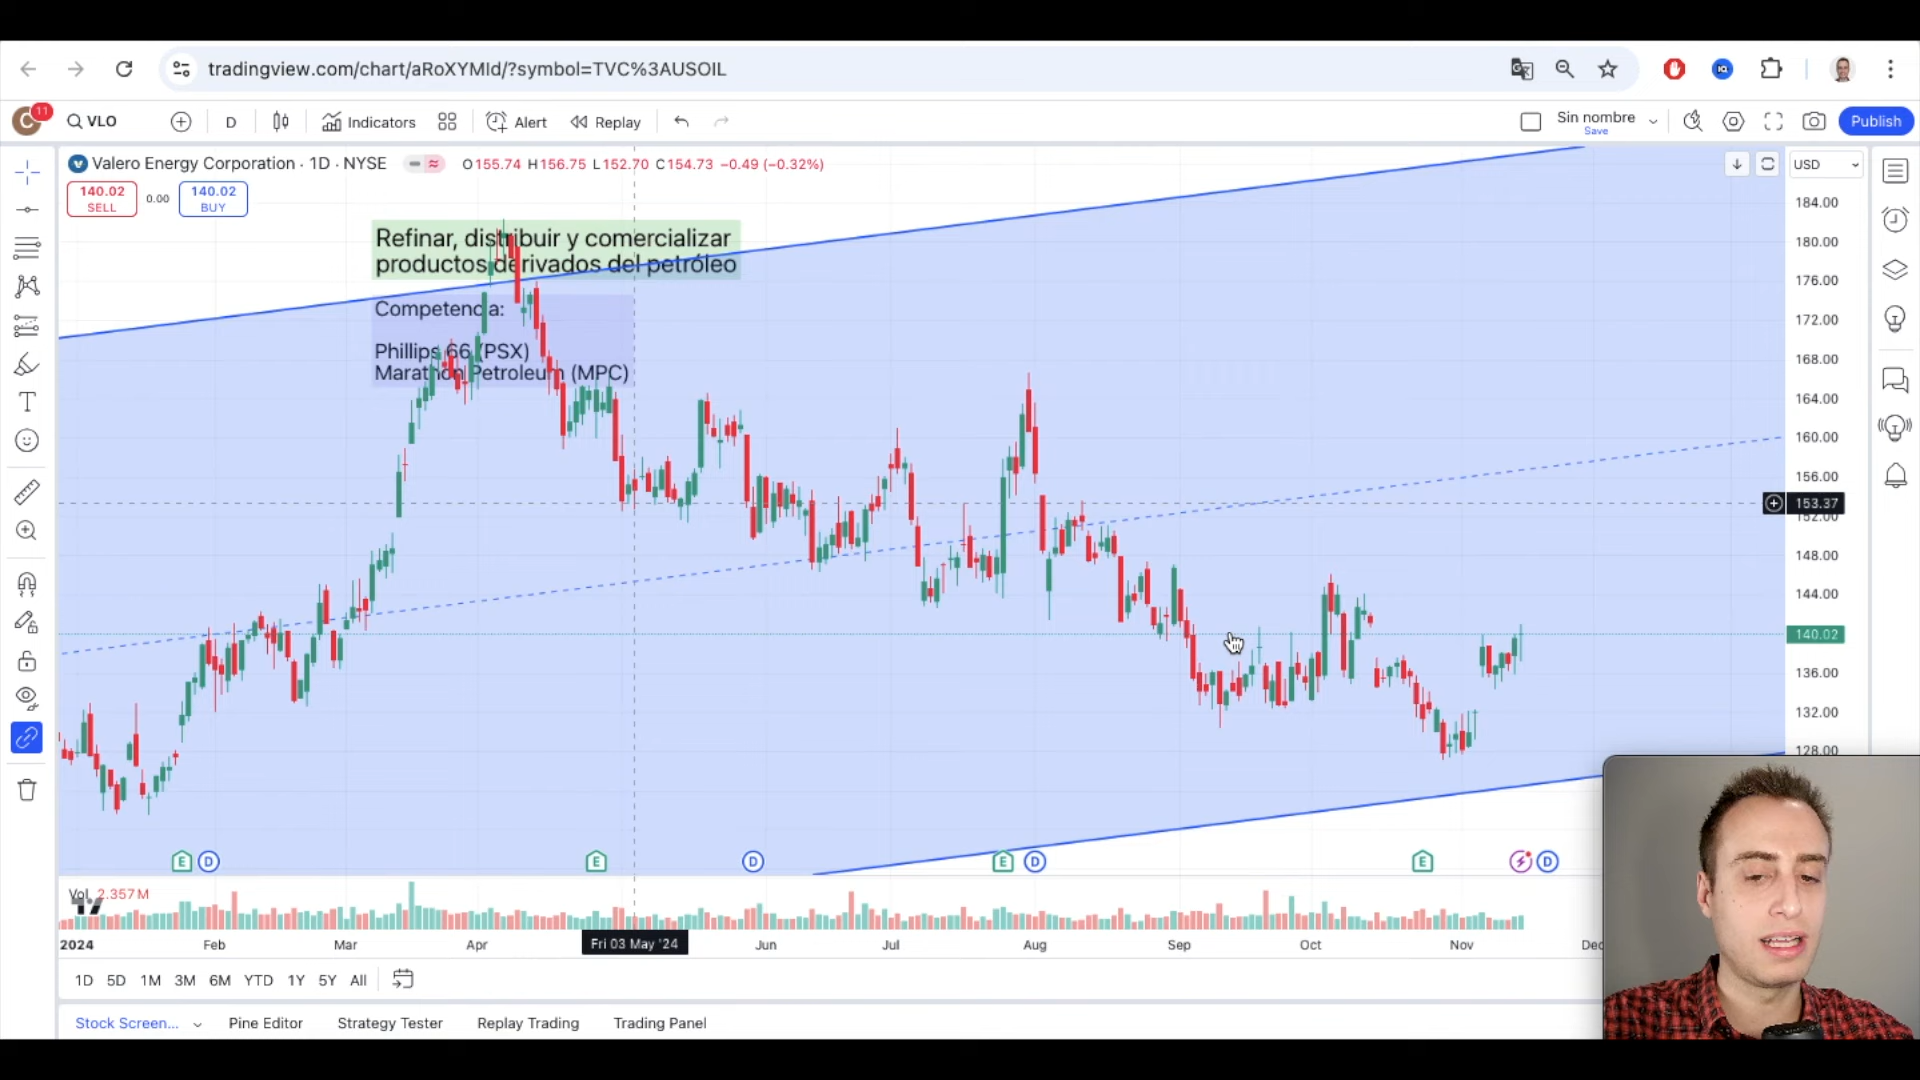 tradingview.com/chart/aRoXYMld/?symbol=TVC%3AUSOIL
C 11 VLO D Indicators Alert Replay Sin nombre Publish
Save
Valero Energy Corporation · 1D · NYSE O155.74 H156.75 L152.70 C154.73 −0.49 (−0.32%) USD
140.02 SELL 0.00 140.02 BUY
Refinar, distribuir y comercializar
productos derivados del petróleo
Competencia:
Phillips 66 (PSX)
Marathon Petroleum (MPC)
184.00
180.00
176.00
172.00
168.00
164.00
160.00
156.00
153.37
152.00
148.00
144.00
140.02
136.00
132.00
128.00
E D E D E D E D
Vol 2.357M
2024 Feb Mar Apr Fri 03 May '24 Jun Jul Aug Sep Oct Nov
1D 5D 1M 3M 6M YTD 1Y 5Y All
Stock Screen... Pine Editor Strategy Tester Replay Trading Trading Panel